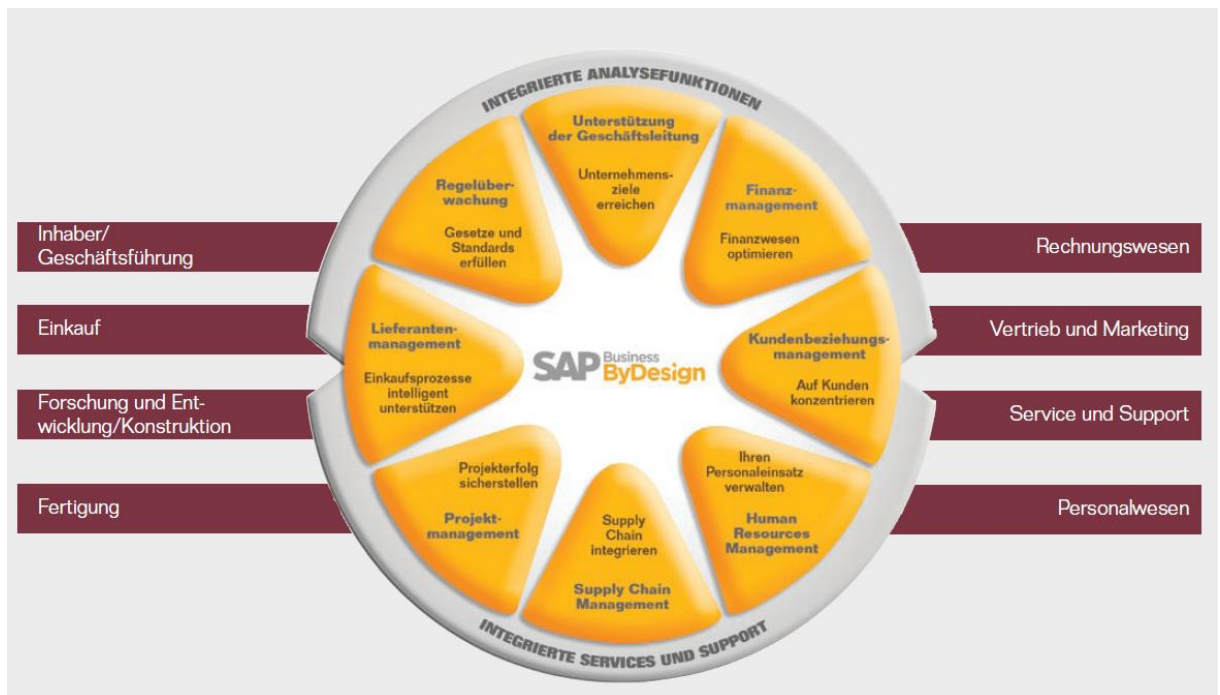 INTEGRIERTE ANALYSEFUNKTIONEN
Unterstützung
der Geschäftsleitung
Unternehmens-
ziele
erreichen
Finanz-
management
Finanzwesen
optimieren
Kundenbeziehungs-
management
Auf Kunden
konzentrieren
Ihren
Personaleinsatz
verwalten
Human
Resources
Management
Supply
Chain
integrieren
Supply Chain
Management
Projekterfolg
sicherstellen
Projekt-
management
Lieferanten-
management
Einkaufsprozesse
intelligent
unterstützen
Regelüber-
wachung
Gesetze und
Standards
erfüllen
SAP Business
ByDesign
INTEGRIERTE SERVICES UND SUPPORT
Inhaber/
Geschäftsführung
Einkauf
Forschung und Ent-
wicklung/Konstruktion
Fertigung
Rechnungswesen
Vertrieb und Marketing
Service und Support
Personalwesen